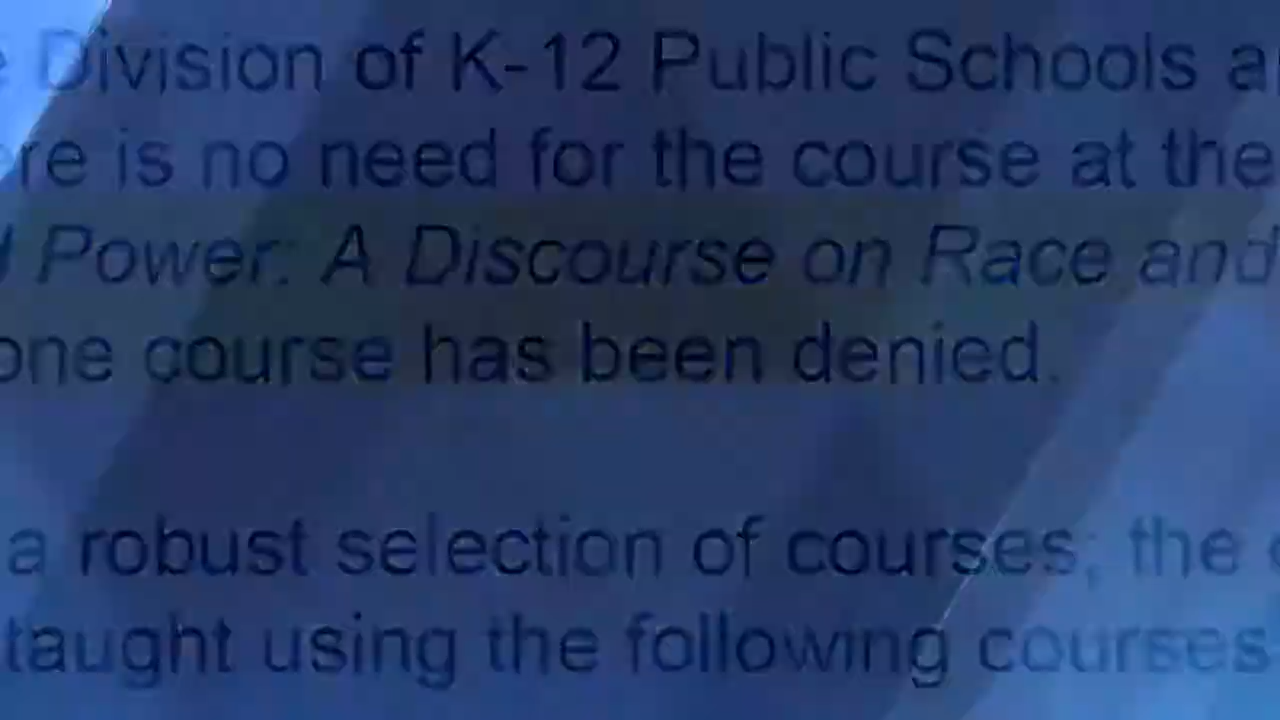 Division of K-12 Public Schools
re is no need for the course at the
Power: A Discourse on Race and
one course has been denied.
a robust selection of courses, the
taught using the following courses